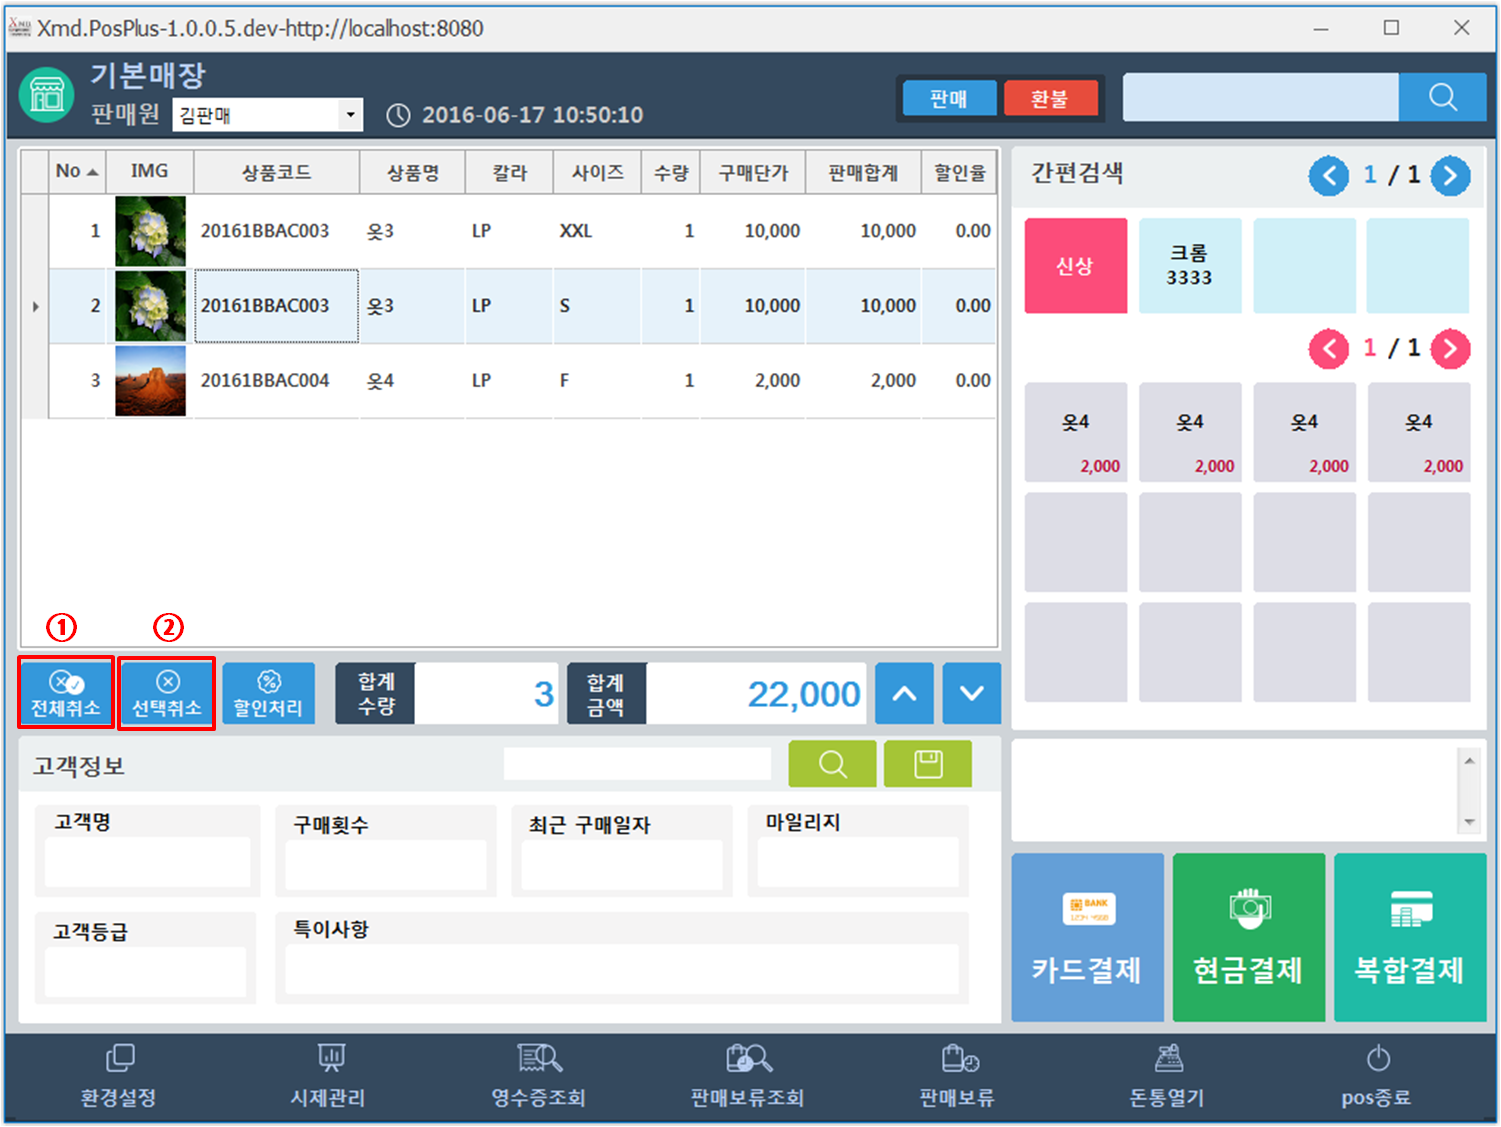 Xmd.PosPlus-1.0.0.5.dev-http://localhost:8080
기본매장
판매원 김판매 2016-06-17 10:50:10
판매 환불
No IMG 상품코드 상품명 칼라 사이즈 수량 구매단가 판매합계 할인율
1 20161BBAC003 옷3 LP XXL 1 10,000 10,000 0.00
2 20161BBAC003 옷3 LP S 1 10,000 10,000 0.00
3 20161BBAC004 옷4 LP F 1 2,000 2,000 0.00
① ②
전체취소 선택취소 할인처리
합계
수량
3
합계
금액
22,000
간편검색 1 / 1
신상
크롬
3333
1 / 1
옷4 옷4 옷4 옷4
2,000 2,000 2,000 2,000
고객정보
고객명 구매횟수 최근 구매일자 마일리지
고객등급 특이사항
BANK
카드결제 현금결제 복합결제
환경설정 시제관리 영수증조회 판매보류조회 판매보류 돈통열기 pos종료